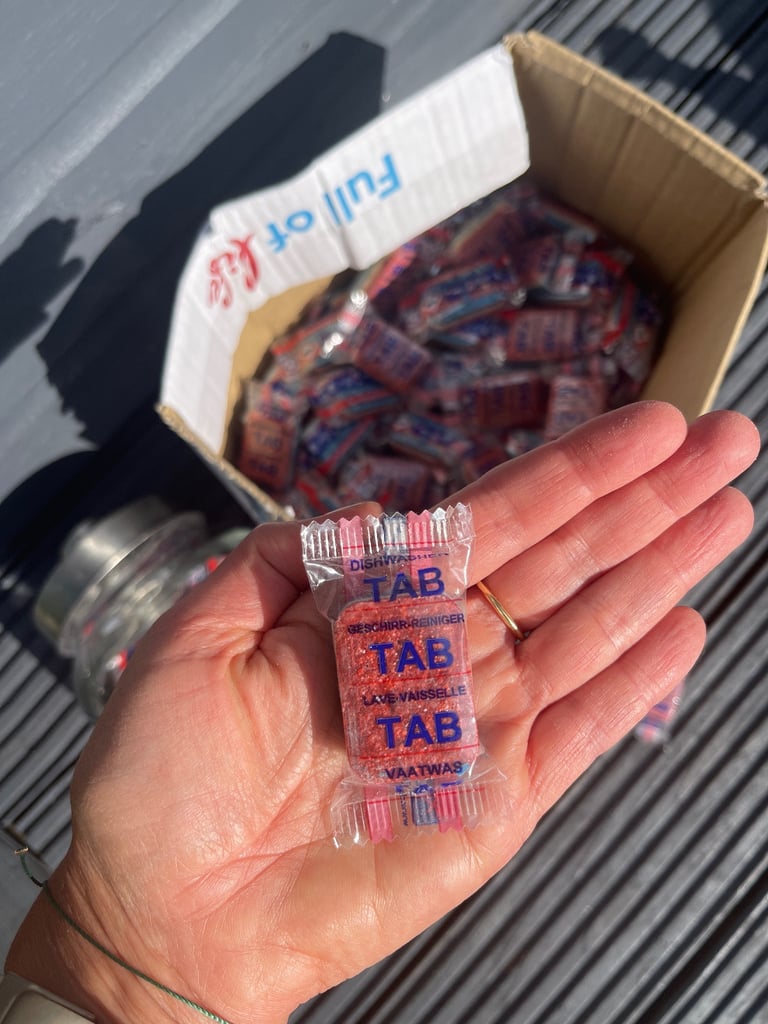 Full of life
DISHWASHER
TAB
GESCHIRR-REINIGER
TAB
LAVE-VAISSELLE
TAB
VAATWAS